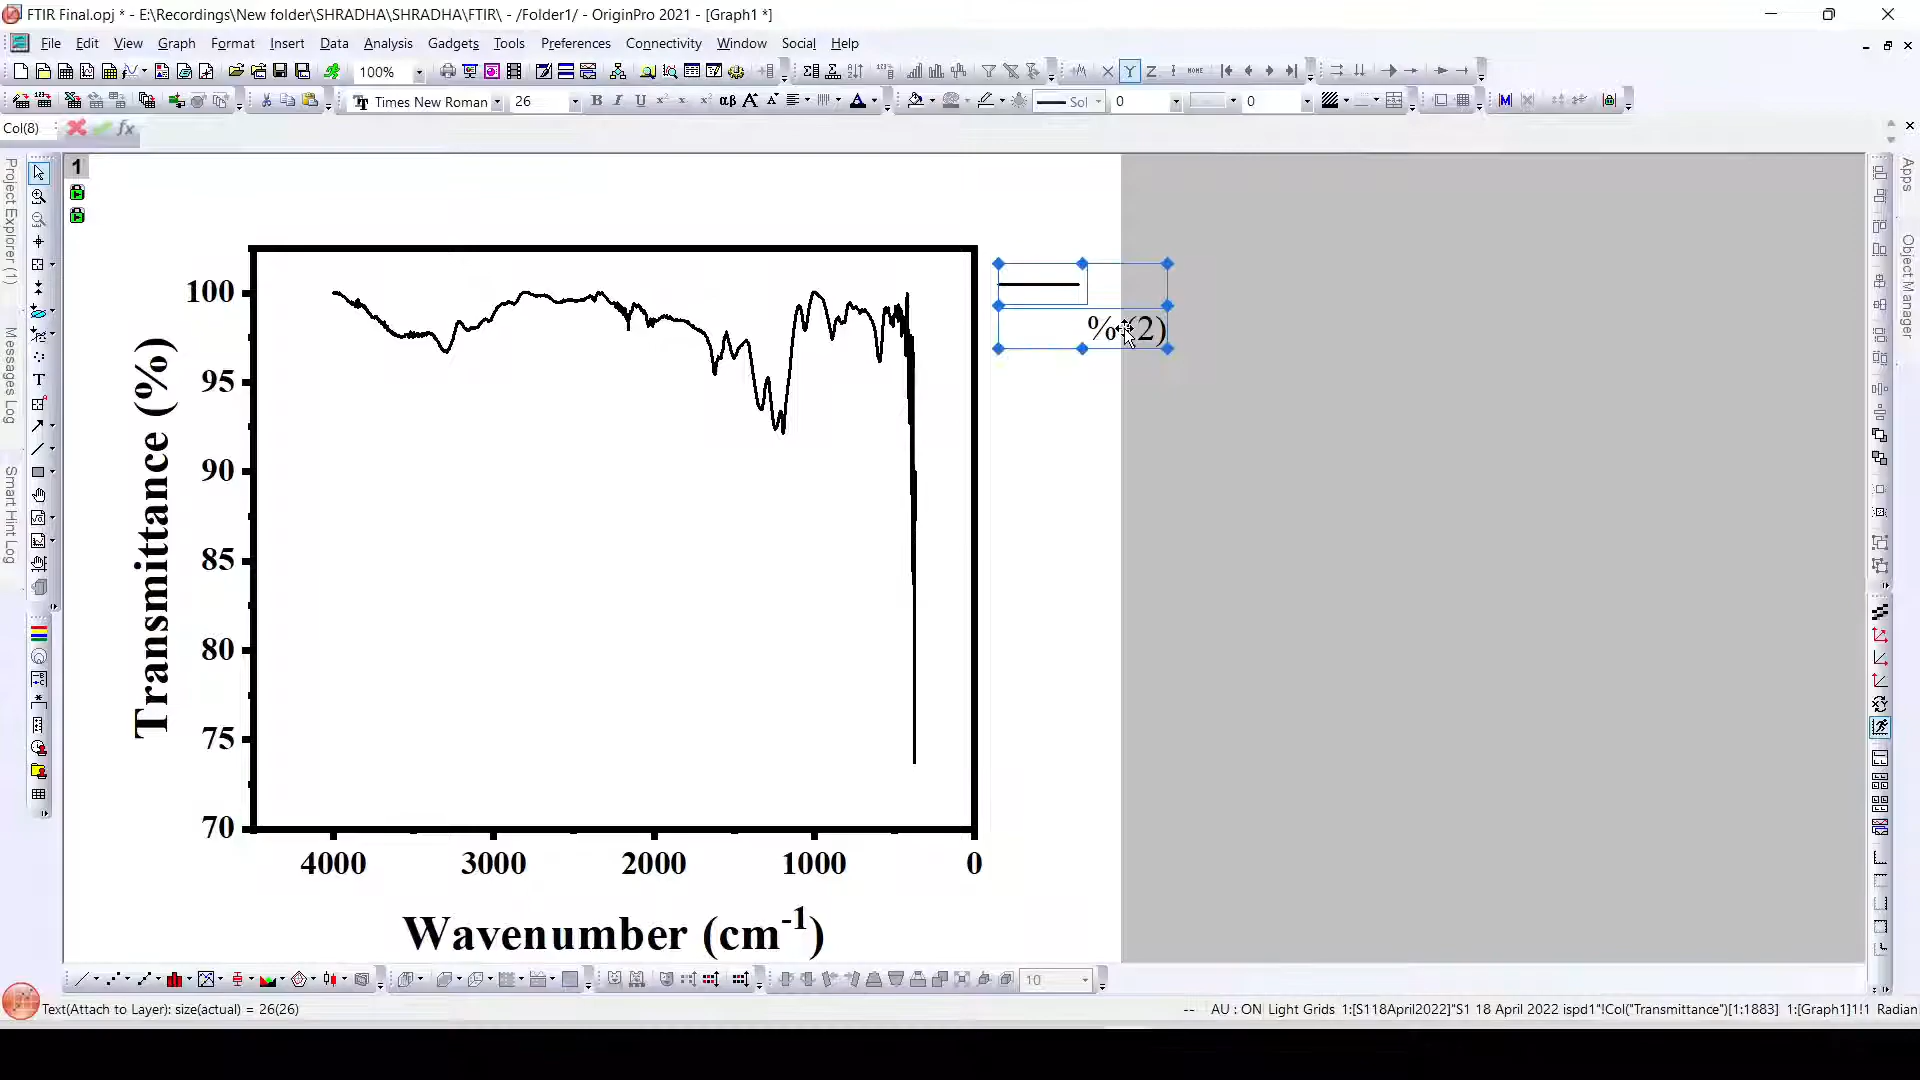 FTIR Final.opj * - E:\Recordings\New folder\SHRADHA\SHRADHA\FTIR\ - /Folder1/ - OriginPro 2021 - [Graph1 *]
File Edit View Graph Format Insert Data Analysis Gadgets Tools Preferences Connectivity Window Social Help
100%
Times New Roman 26 B I U αβ A A A Sol 0 0
Col(8) fx
Project Explorer (1)
Messages Log
Smart Hint Log
Apps
Object Manager
1
100
95
90
85
80
75
70
Transmittance (%)
4000 3000 2000 1000 0
Wavenumber (cm-1)
10
Text(Attach to Layer): size(actual) = 26(26)
-- AU : ON Light Grids 1:[S118April2022]"S1 18 April 2022 ispd1"!Col("Transmittance")[1:1883] 1:[Graph1]1!1 Radian